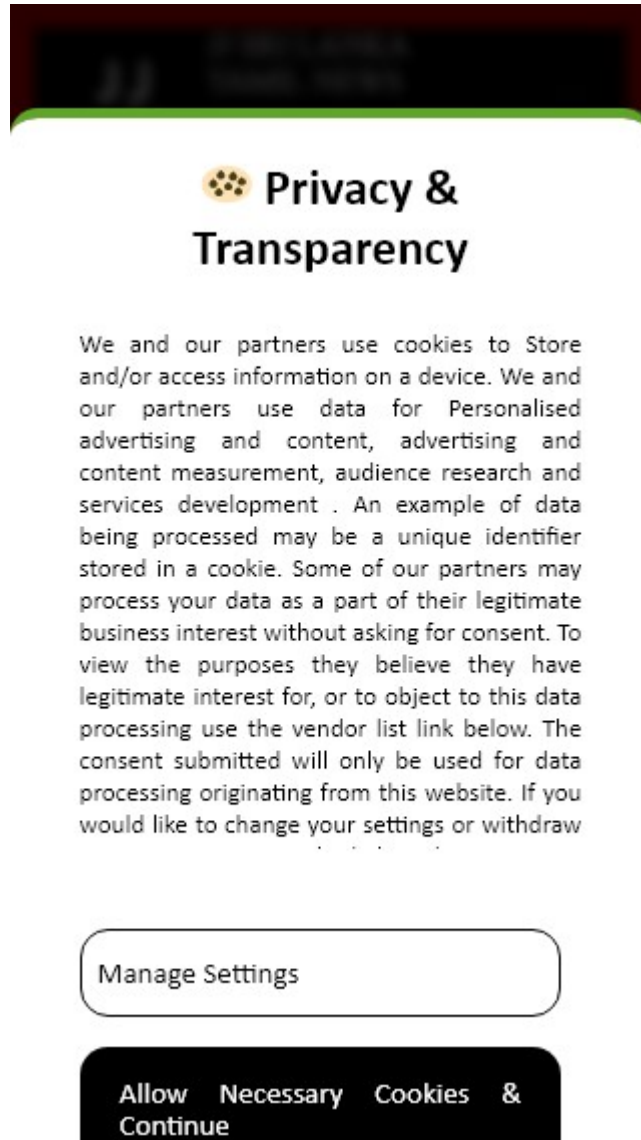 JJ
Privacy &
Transparency
We and our partners use cookies to Store
and/or access information on a device. We and
our partners use data for Personalised
advertising and content, advertising and
content measurement, audience research and
services development . An example of data
being processed may be a unique identifier
stored in a cookie. Some of our partners may
process your data as a part of their legitimate
business interest without asking for consent. To
view the purposes they believe they have
legitimate interest for, or to object to this data
processing use the vendor list link below. The
consent submitted will only be used for data
processing originating from this website. If you
would like to change your settings or withdraw
Manage Settings
Allow Necessary Cookies &
Continue